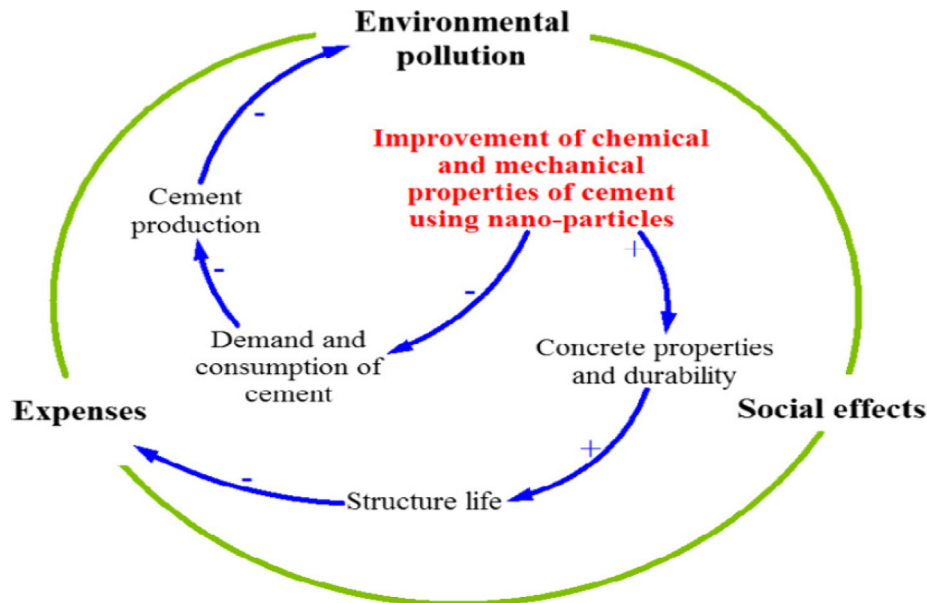 Environmental
pollution
Improvement of chemical
and mechanical
properties of cement
using nano-particles
-
Cement
production
+
-
-
Demand and
consumption of
cement
Concrete properties
and durability
Expenses
Social effects
+
-
Structure life